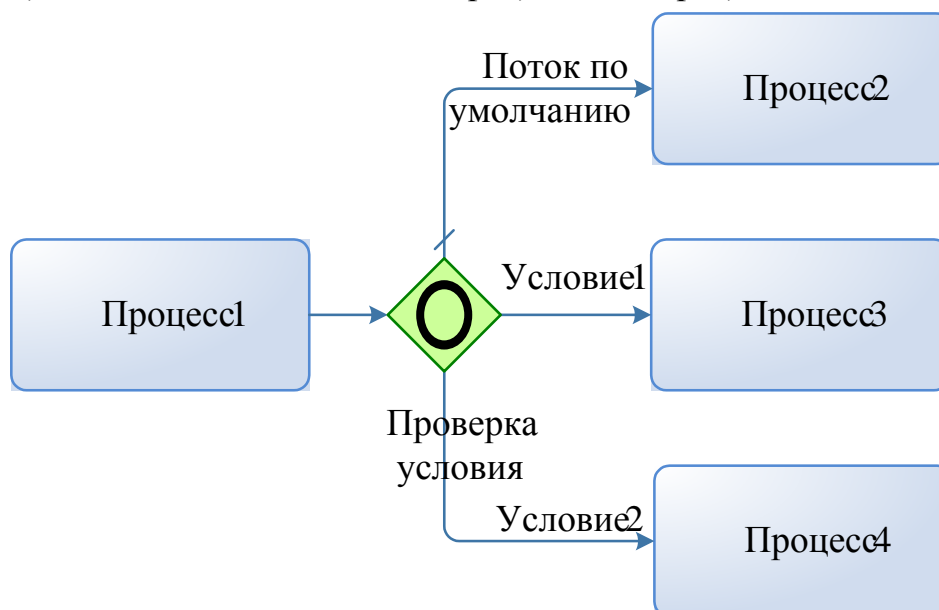 Поток по
умолчанию
Процесс2
Процесс1
Условие1
Процесс3
Проверка
условия
Условие2
Процесс4